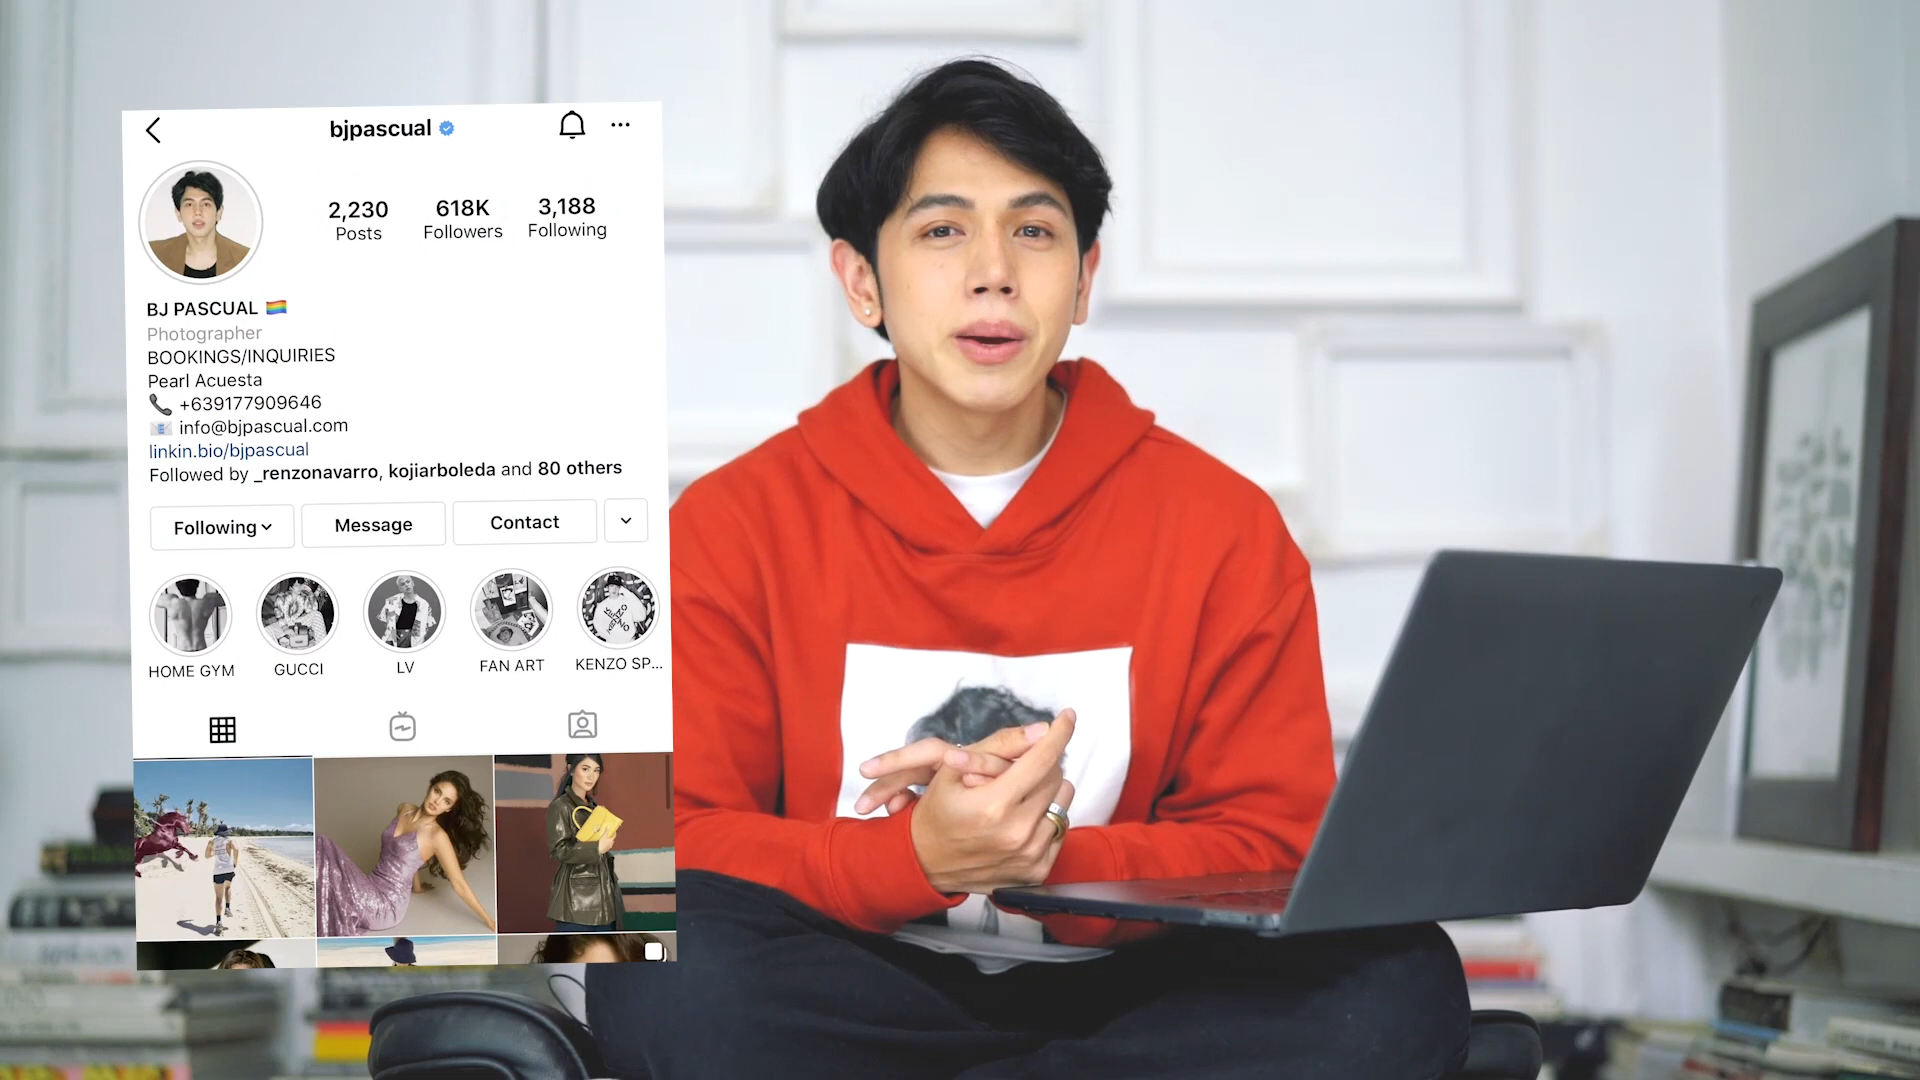 bjpascual
2,230 618K 3,188
Posts Followers Following
BJ PASCUAL 🏳️‍🌈
Photographer
BOOKINGS/INQUIRIES
Pearl Acuesta
📞 +639177909646
📧 info@bjpascual.com
linkin.bio/bjpascual
Followed by _renzonavarro, kojiarboleda and 80 others
Following Message Contact
HOME GYM GUCCI LV FAN ART KENZO SP...
KENZO